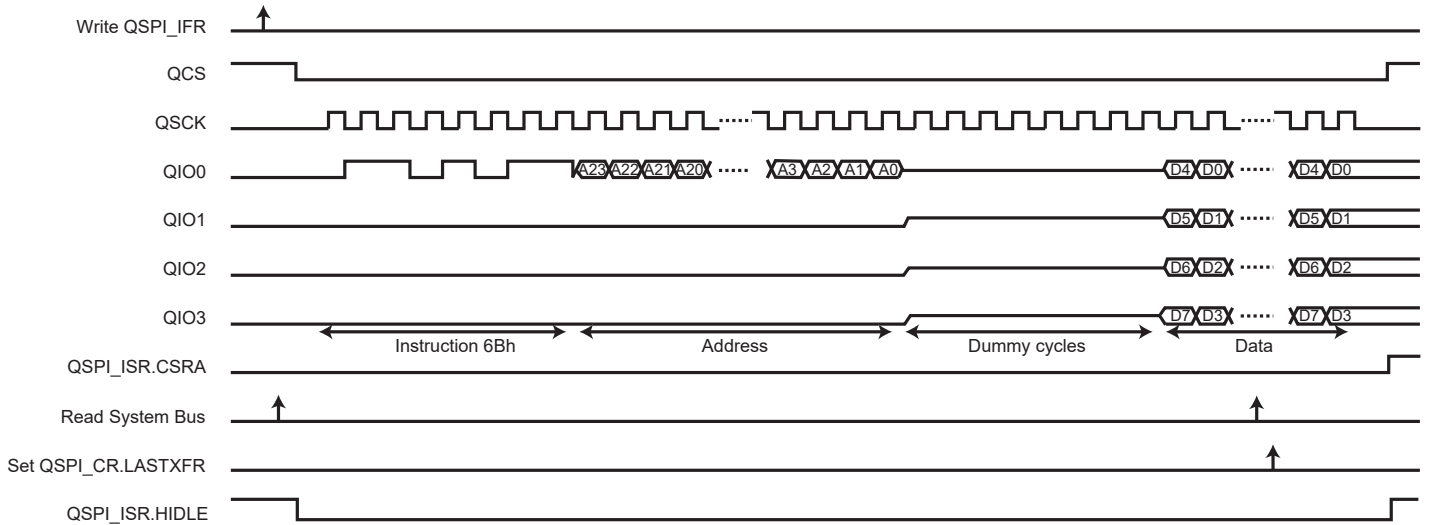 Write QSPI_IFR
QCS
QSCK
QIO0 A23 A22 A21 A20 ...... A3 A2 A1 A0 D4 D0 ...... D4 D0
QIO1 D5 D1 ...... D5 D1
QIO2 D6 D2 ...... D6 D2
QIO3 D7 D3 ...... D7 D3
Instruction 6Bh Address Dummy cycles Data
QSPI_ISR.CSRA
Read System Bus
Set QSPI_CR.LASTXFR
QSPI_ISR.HIDLE